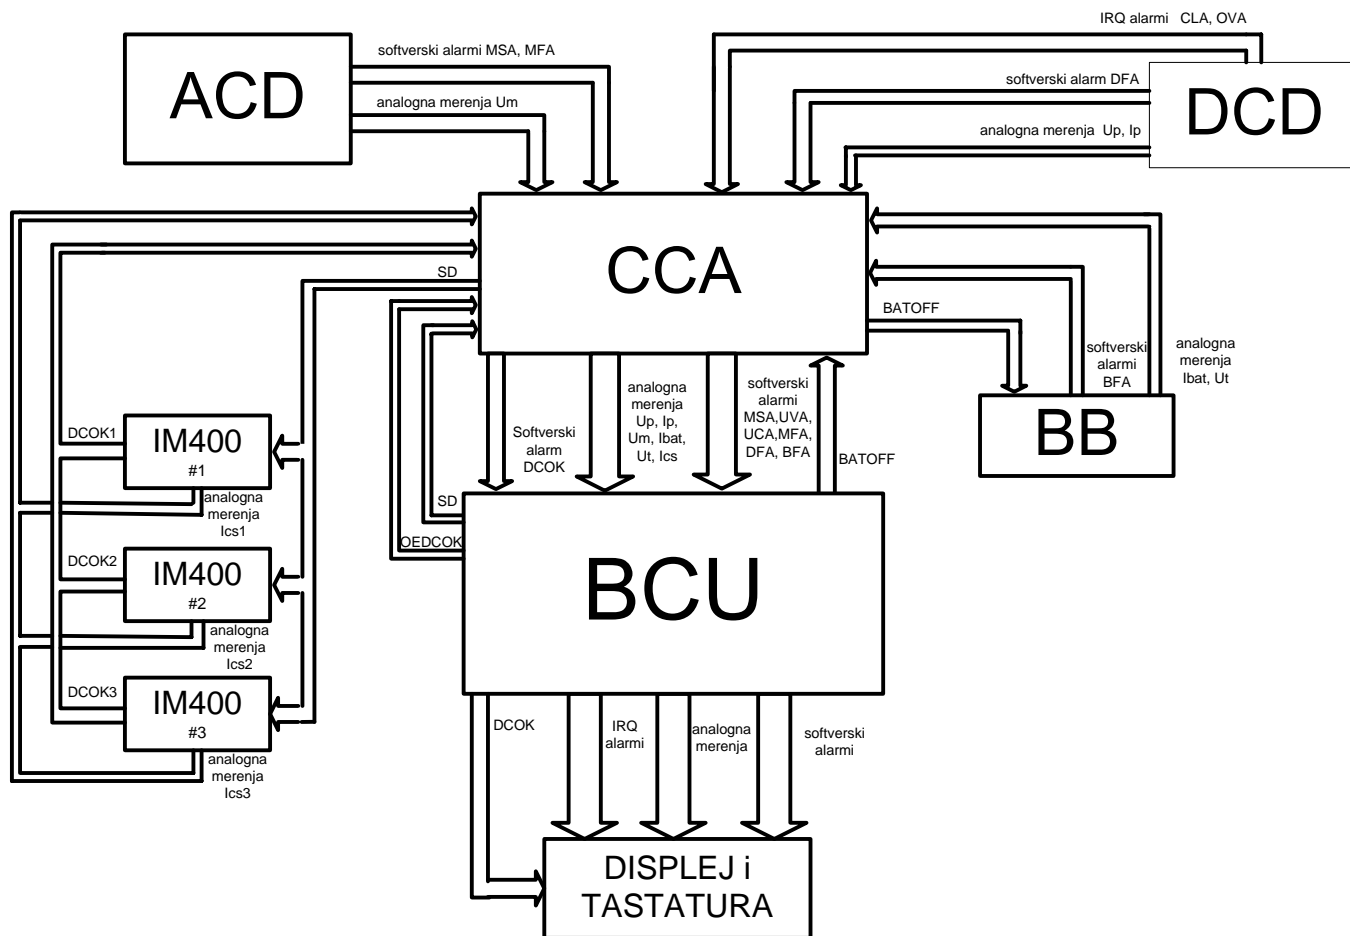 IRQ alarmi CLA, OVA
softverski alarmi MSA, MFA
ACD
analogna merenja Um
softverski alarm DFA
DCD
analogna merenja Up, Ip
CCA
SD
BATOFF
softverski
alarmi
BFA
analogna
merenja
Ibat, Ut
BB
DCOK1
IM400
#1
analogna
merenja
Ics1
DCOK2
IM400
#2
analogna
merenja
Ics2
DCOK3
IM400
#3
analogna
merenja
Ics3
Softverski
alarm
DCOK
analogna
merenja
Up, Ip,
Um, Ibat,
Ut, Ics
softverski
alarmi
MSA,UVA,
UCA,MFA,
DFA, BFA
BATOFF
SD
OEDCOK
BCU
DCOK
IRQ
alarmi
analogna
merenja
softverski
alarmi
DISPLEJ i
TASTATURA